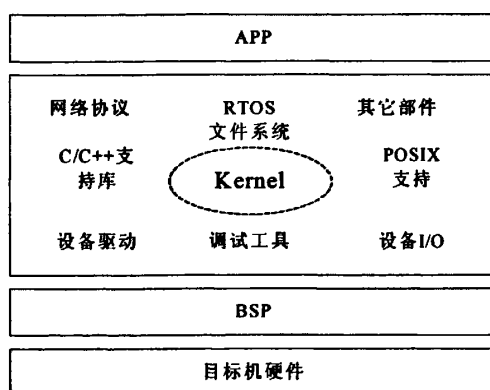 APP
网络协议 RTOS 其它部件
文件系统
C/C++支 POSIX
持库 Kernel 支持
设备驱动 调试工具 设备I/O
BSP
目标机硬件